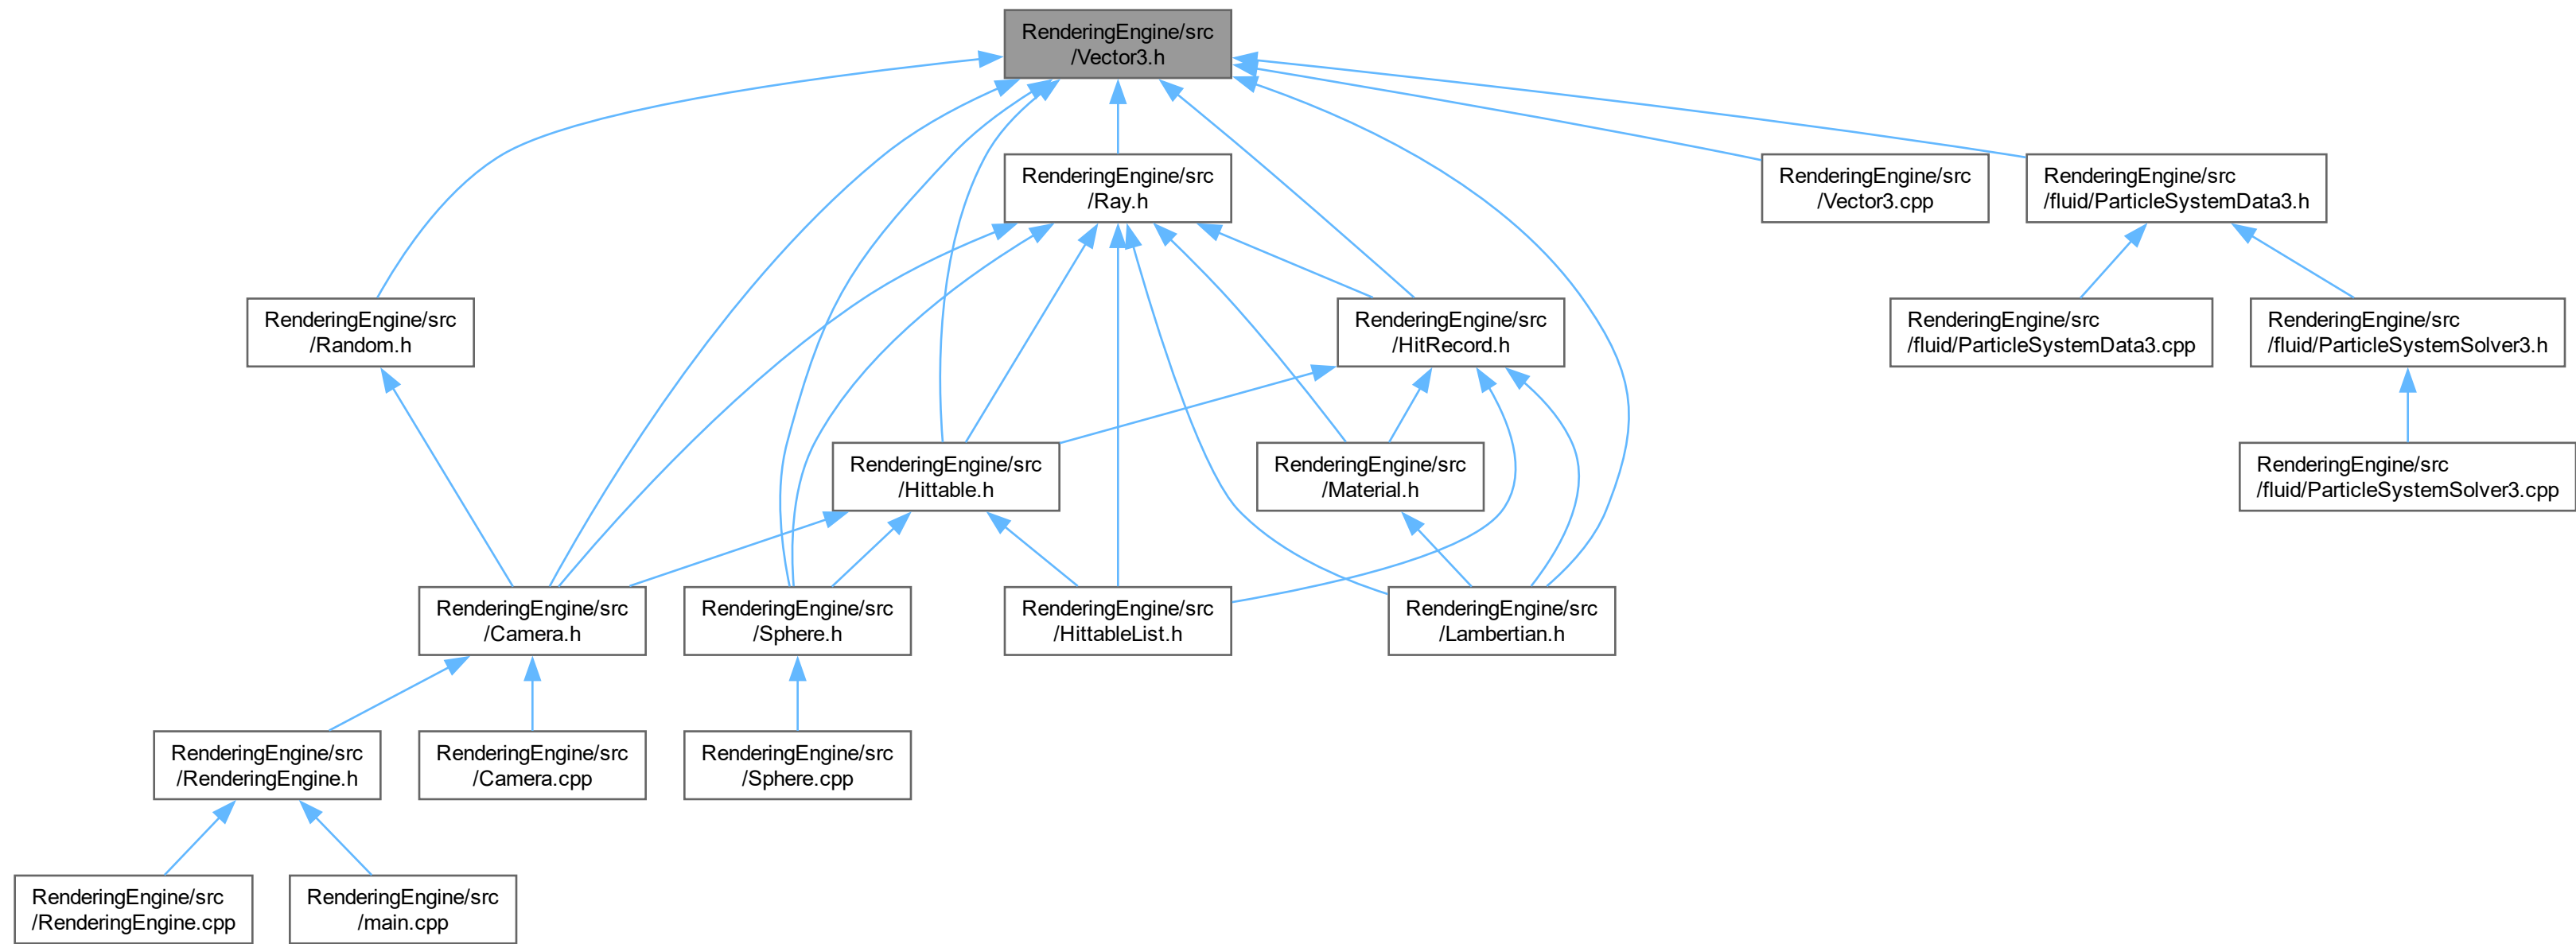 RenderingEngine/src
/Vector3.h
RenderingEngine/src
/Ray.h
RenderingEngine/src
/Vector3.cpp
RenderingEngine/src
/fluid/ParticleSystemData3.h
RenderingEngine/src
/Random.h
RenderingEngine/src
/HitRecord.h
RenderingEngine/src
/fluid/ParticleSystemData3.cpp
RenderingEngine/src
/fluid/ParticleSystemSolver3.h
RenderingEngine/src
/Hittable.h
RenderingEngine/src
/Material.h
RenderingEngine/src
/fluid/ParticleSystemSolver3.cpp
RenderingEngine/src
/Camera.h
RenderingEngine/src
/Sphere.h
RenderingEngine/src
/HittableList.h
RenderingEngine/src
/Lambertian.h
RenderingEngine/src
/RenderingEngine.h
RenderingEngine/src
/Camera.cpp
RenderingEngine/src
/Sphere.cpp
RenderingEngine/src
/RenderingEngine.cpp
RenderingEngine/src
/main.cpp